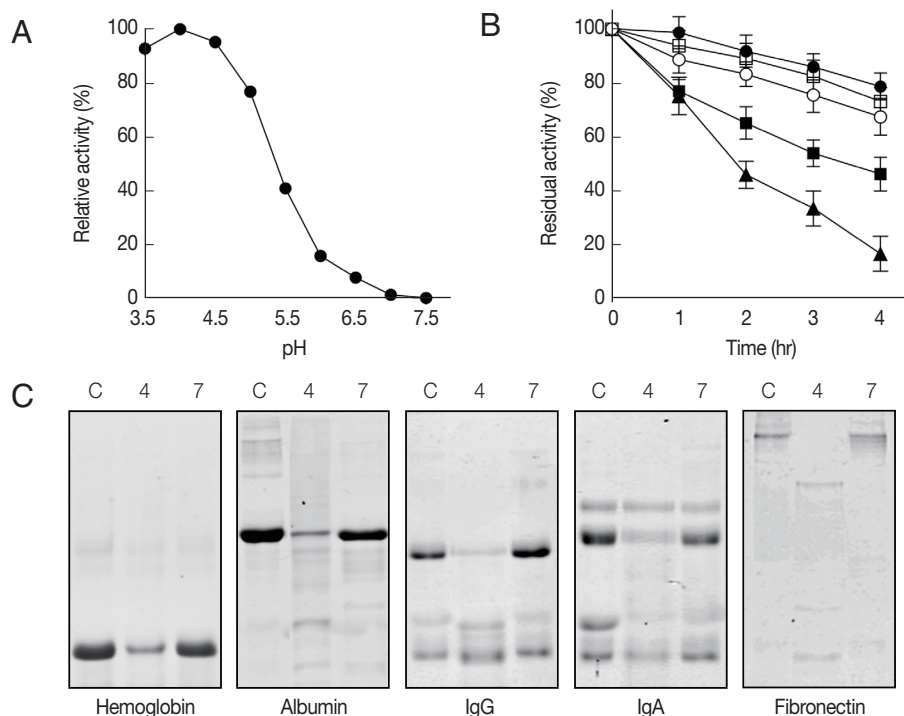 A
Relative activity (%)
100
80
60
40
20
0
3.5 4.5 5.5 6.5 7.5
pH
B
Residual activity (%)
100
80
60
40
20
0
0 1 2 3 4
Time (hr)
C
C 4 7 C 4 7 C 4 7 C 4 7 C 4 7
Hemoglobin Albumin IgG IgA Fibronectin